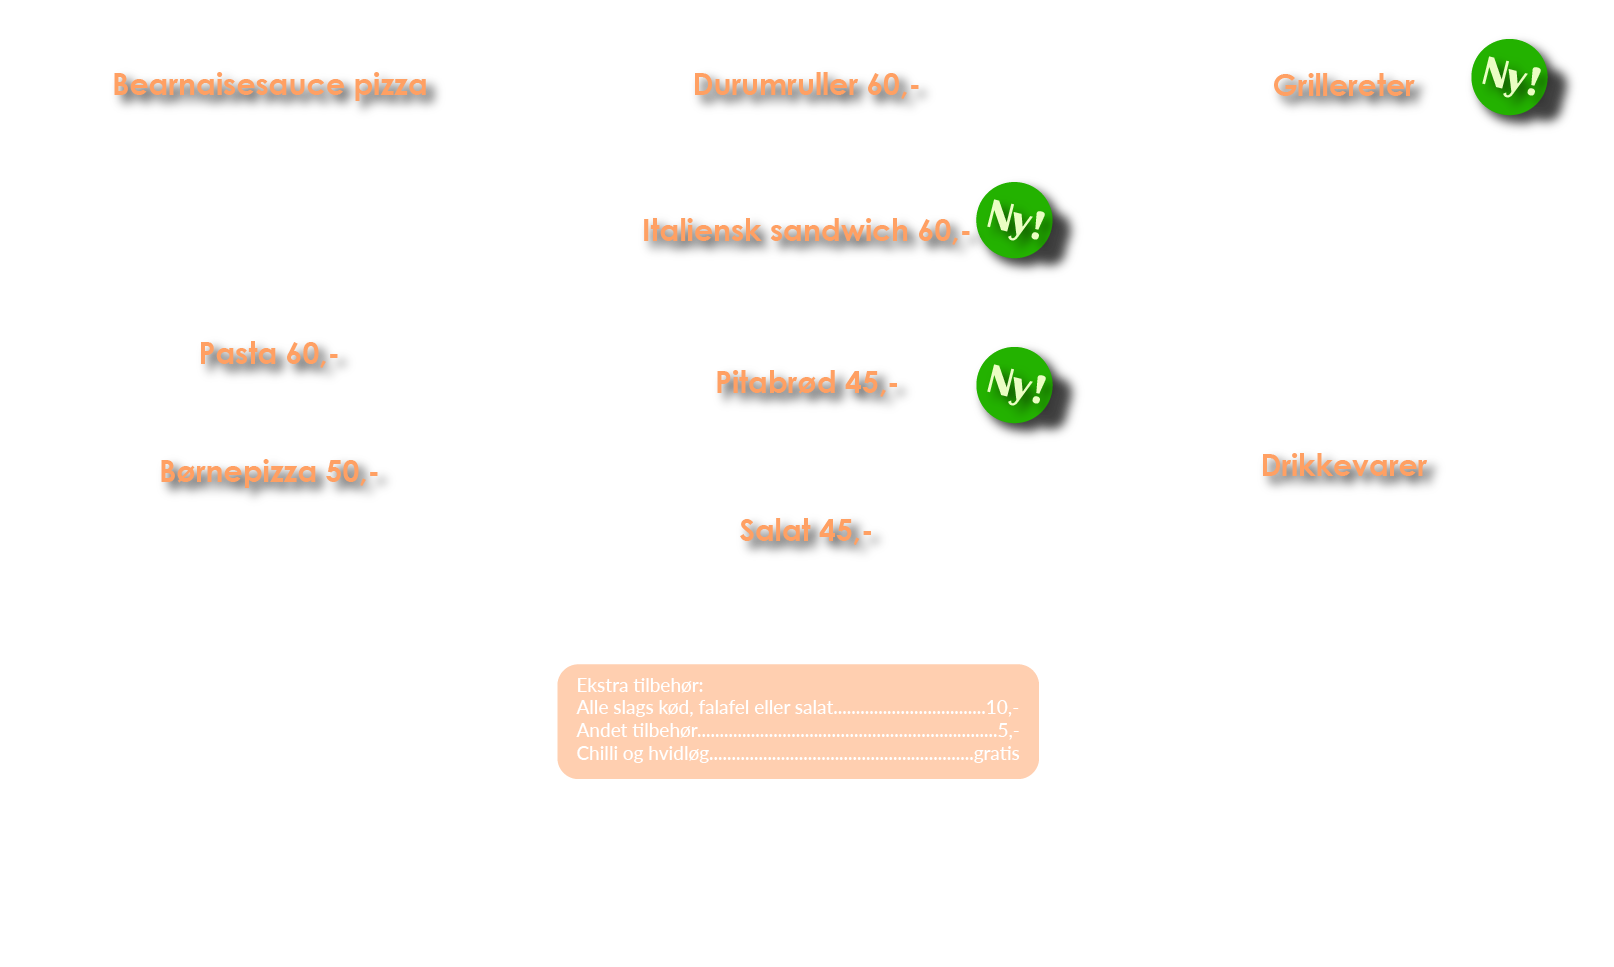 Bearnaisesauce pizza
Pasta 60,-
Børnepizza 50,-
Durumruller 60,-
Italiensk sandwich 60,-
Ny!
Pitabrød 45,-
Ny!
Salat 45,-
Ekstra tilbehør:
Alle slags kød, falafel eller salat..................................10,-
Andet tilbehør...................................................................5,-
Chilli og hvidløg...........................................................gratis
Grillereter
Ny!
Drikkevarer